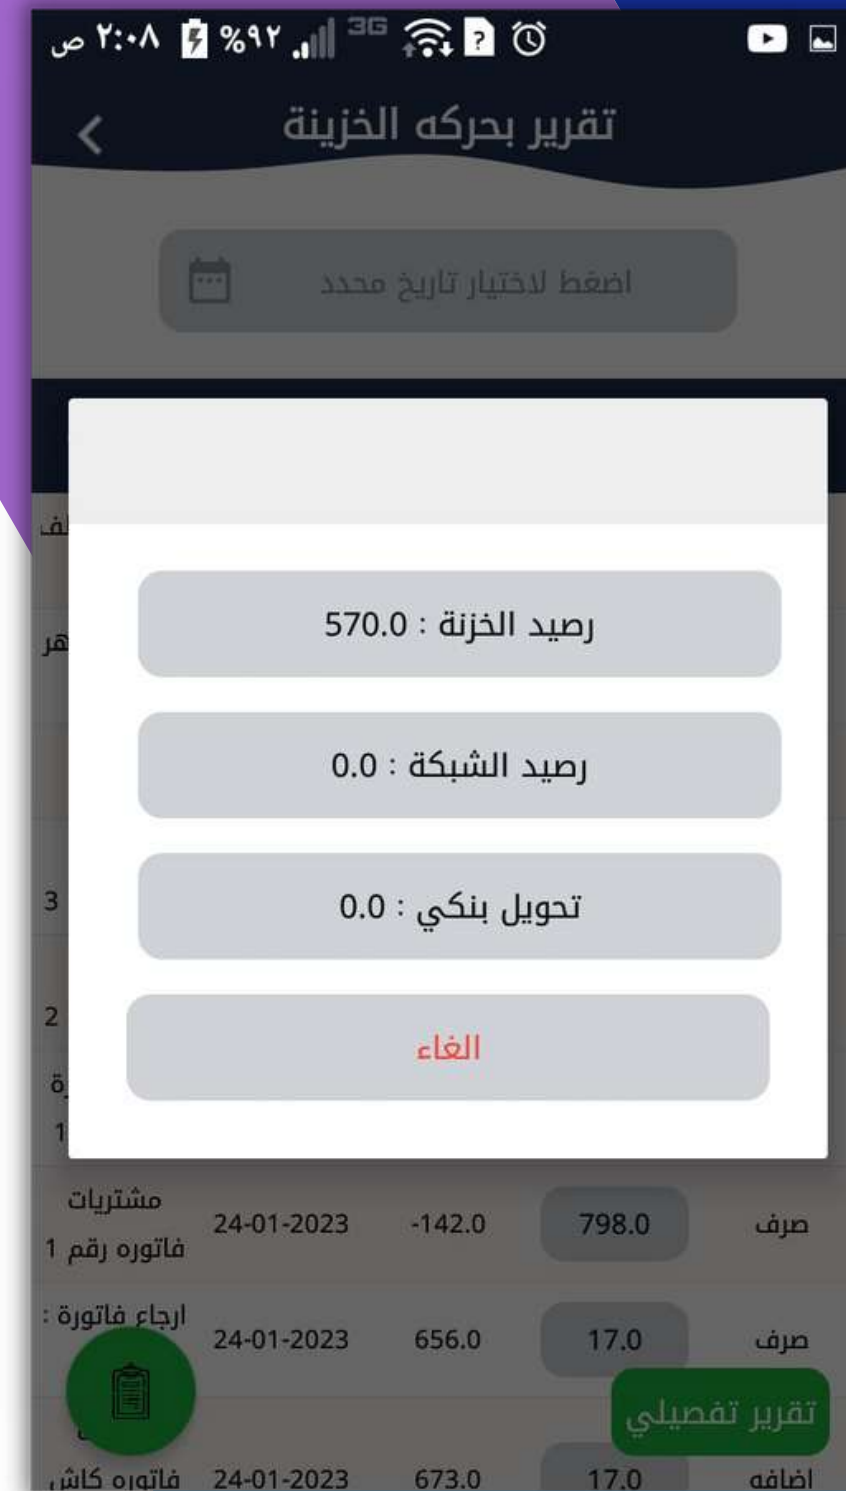 ٢:٠٨ ص %٩٢ 3G
تقرير بحركه الخزينة
اضغط لاختيار تاريخ محدد
رصيد الخزنة : 570.0
رصيد الشبكة : 0.0
تحويل بنكي : 0.0
الغاء
3
2
1
صرف 798.0 -142.0 24-01-2023 مشتريات
فاتوره رقم 1
صرف 17.0 656.0 24-01-2023 ارجاع فاتورة :
تقرير تفصيلي
اضافه 17.0 673.0 24-01-2023 فاتوره كاش